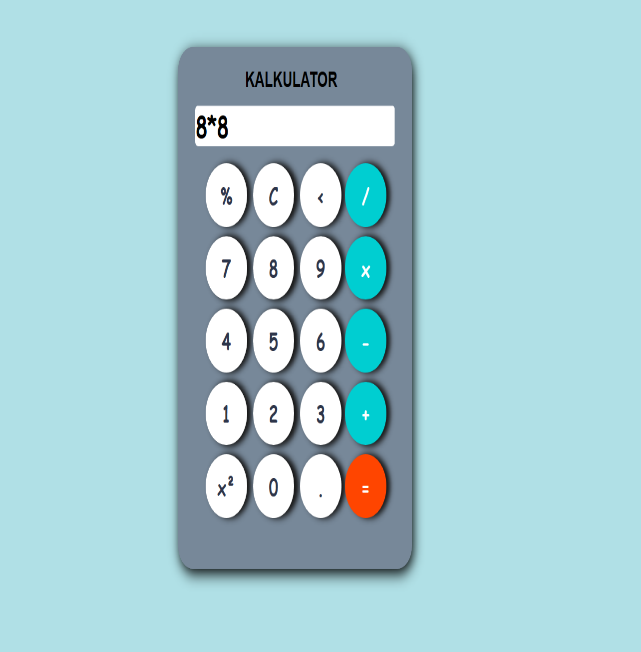 KALKULATOR
8*8
% C < /
7 8 9 x
4 5 6 -
1 2 3 +
x² 0 . =